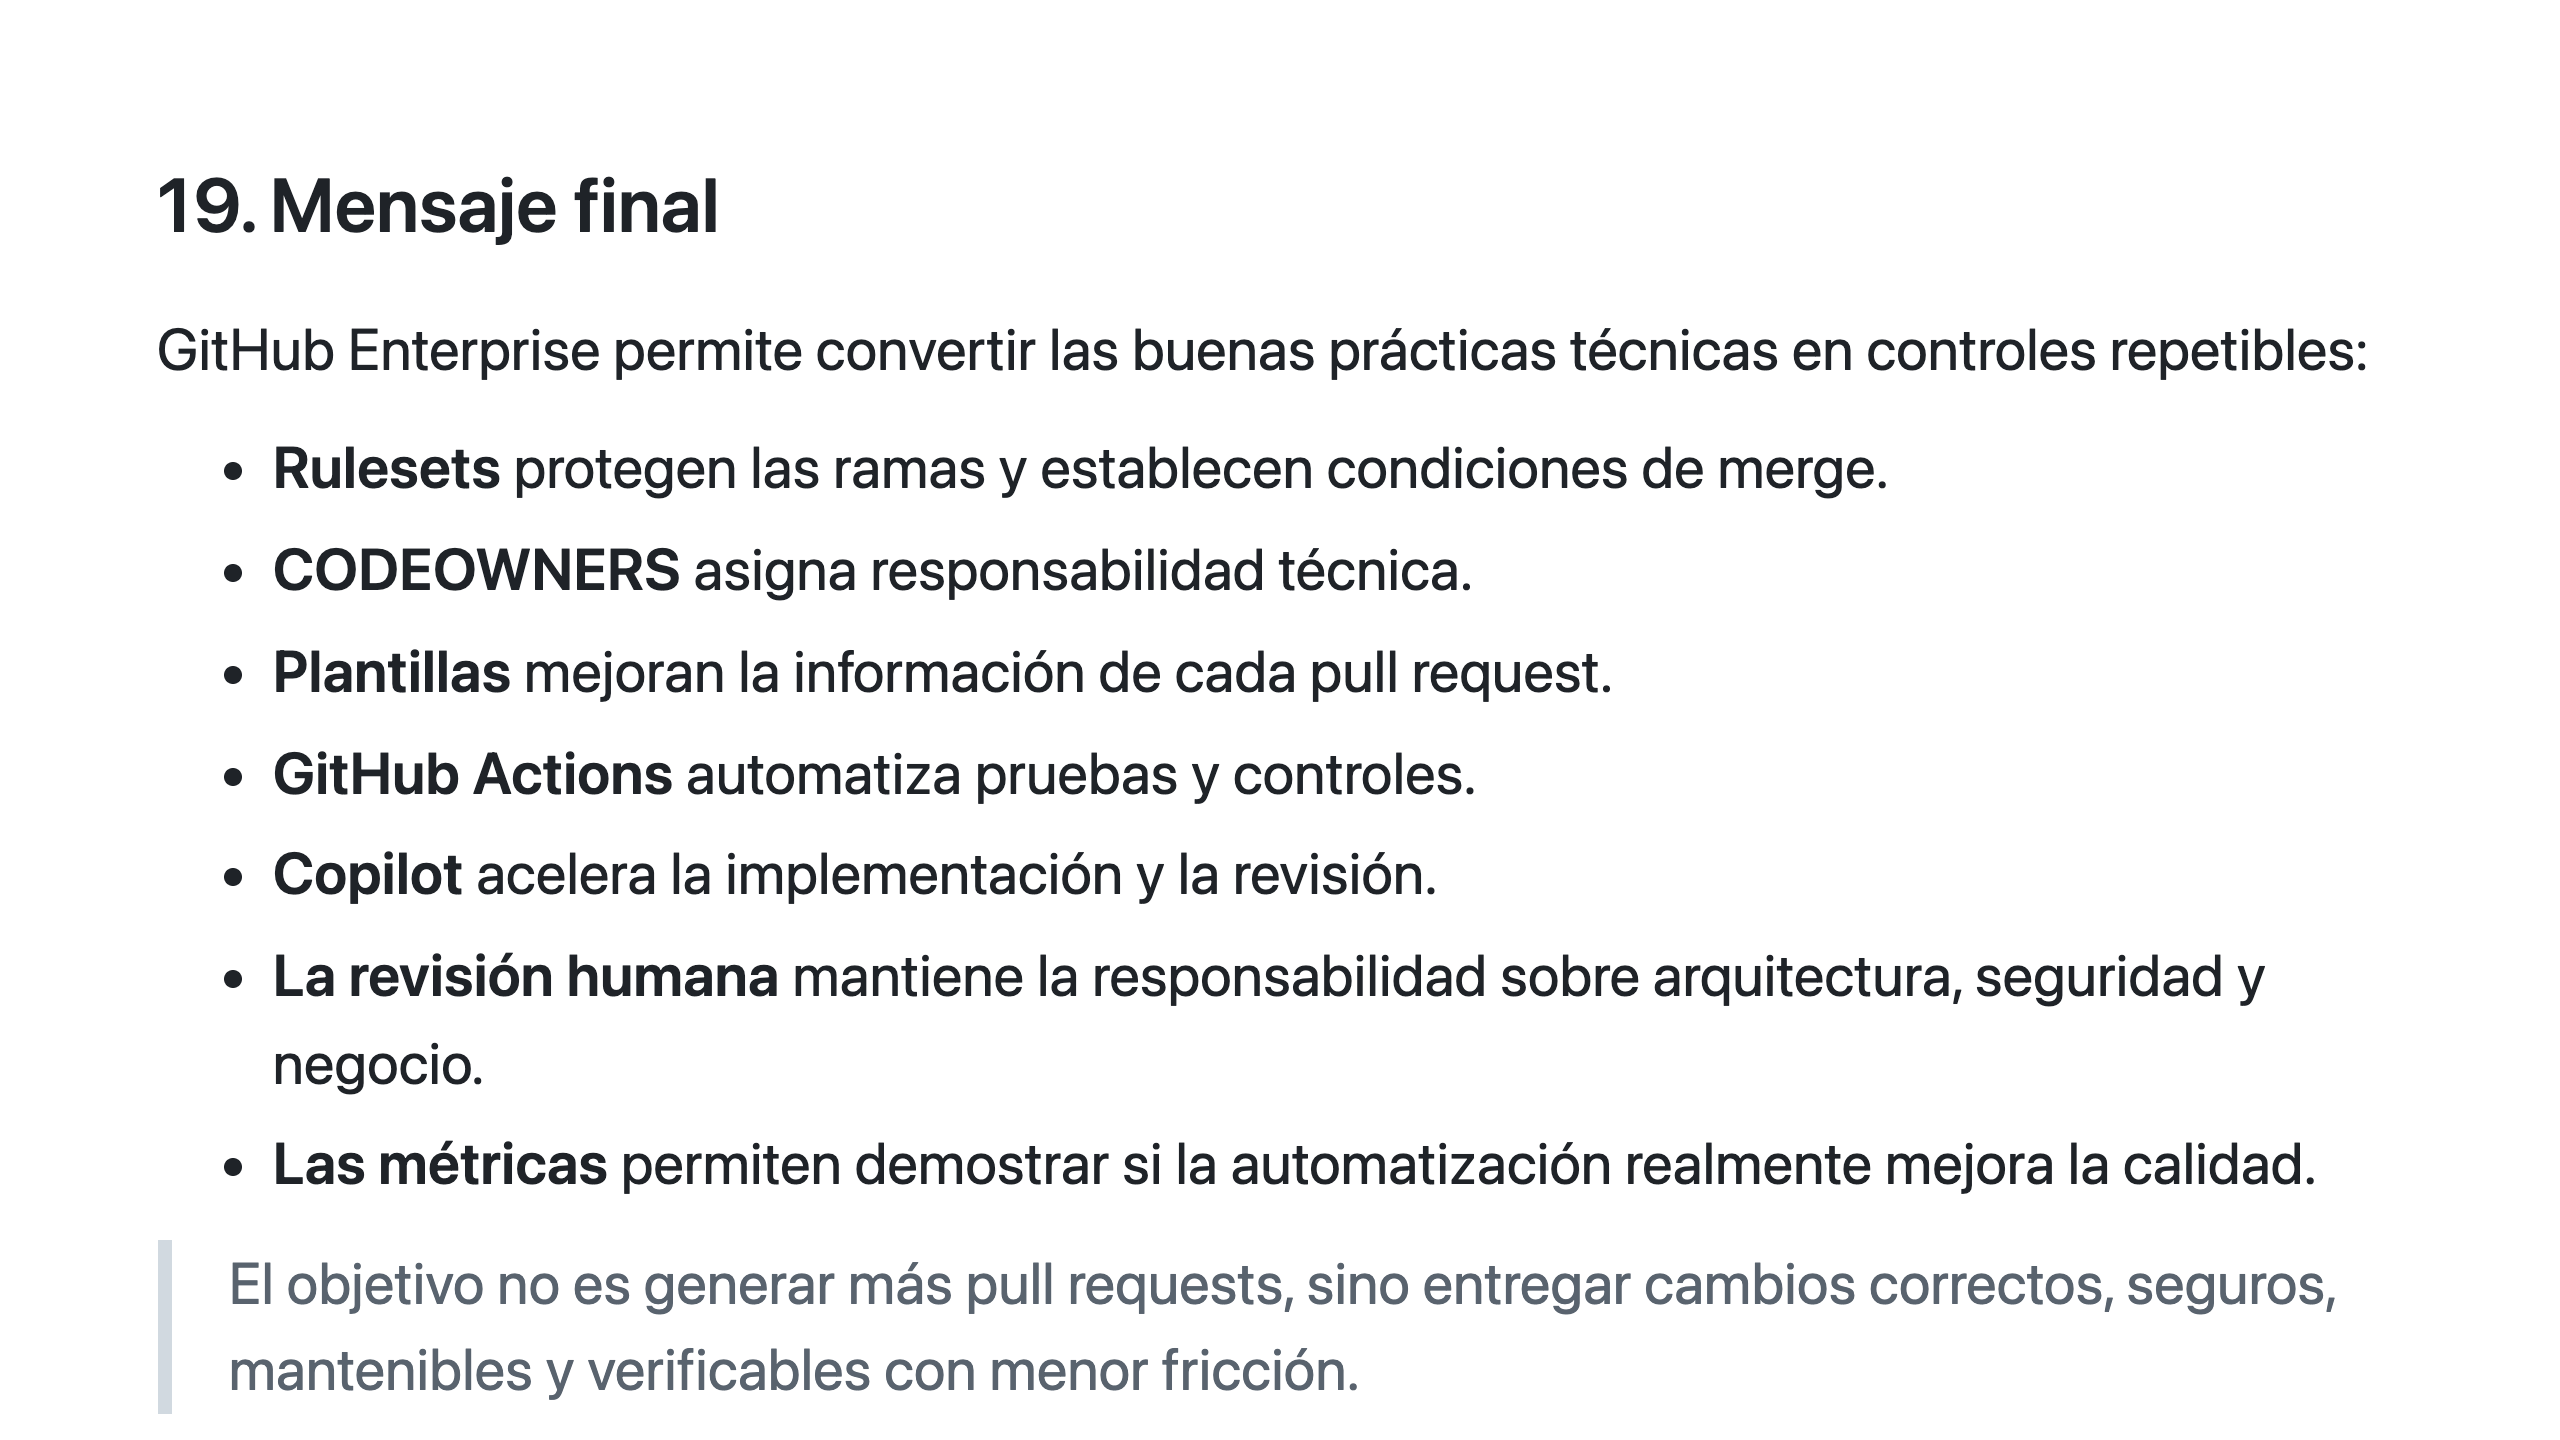 19. Mensaje final
GitHub Enterprise permite convertir las buenas prácticas técnicas en controles repetibles:
• Rulesets protegen las ramas y establecen condiciones de merge.
• CODEOWNERS asigna responsabilidad técnica.
• Plantillas mejoran la información de cada pull request.
• GitHub Actions automatiza pruebas y controles.
• Copilot acelera la implementación y la revisión.
• La revisión humana mantiene la responsabilidad sobre arquitectura, seguridad y
negocio.
• Las métricas permiten demostrar si la automatización realmente mejora la calidad.
El objetivo no es generar más pull requests, sino entregar cambios correctos, seguros,
mantenibles y verificables con menor fricción.